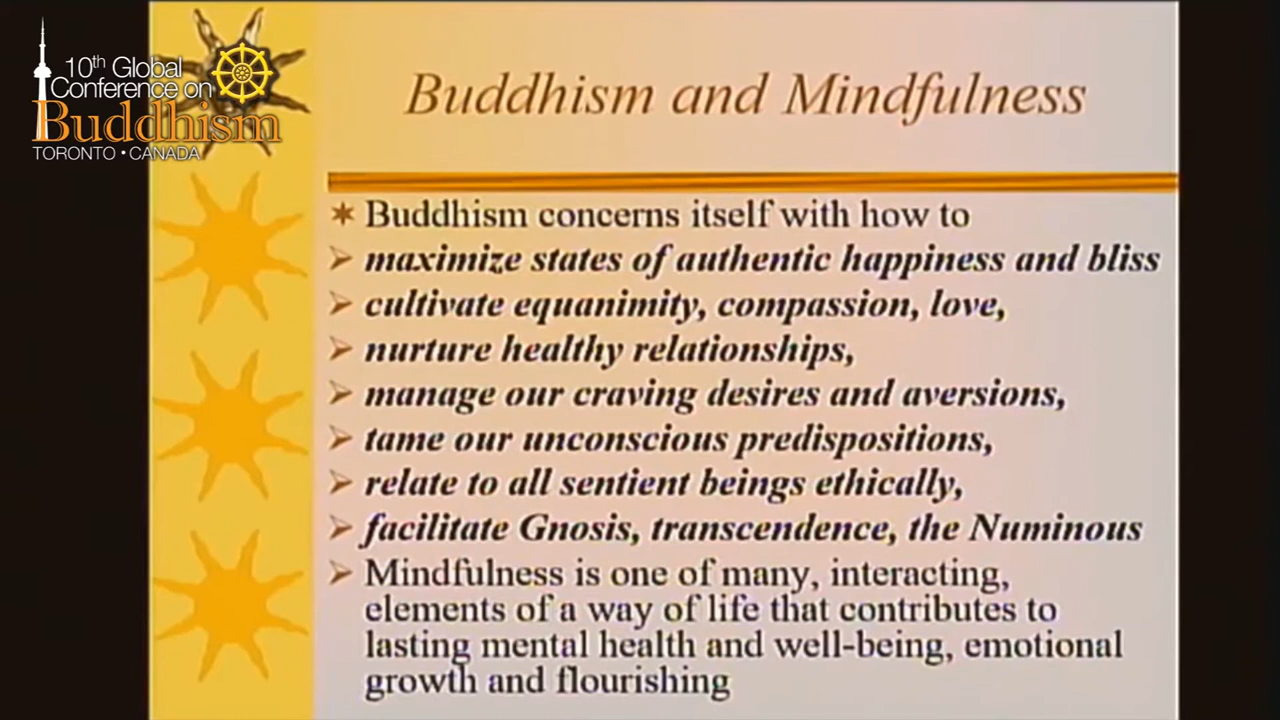 10th Global
Conference on
Buddhism
TORONTO • CANADA
Buddhism and Mindfulness
Buddhism concerns itself with how to
maximize states of authentic happiness and bliss
cultivate equanimity, compassion, love,
nurture healthy relationships,
manage our craving desires and aversions,
tame our unconscious predispositions,
relate to all sentient beings ethically,
facilitate Gnosis, transcendence, the Numinous
Mindfulness is one of many, interacting,
elements of a way of life that contributes to
lasting mental health and well-being, emotional
growth and flourishing